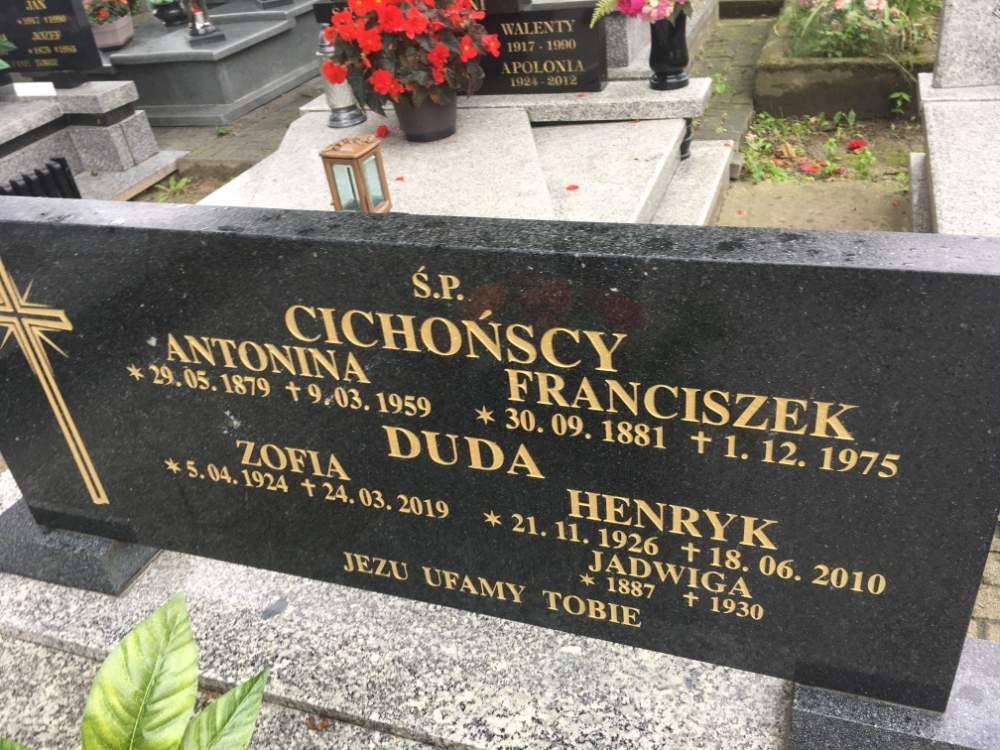 JAN
JÓZEF
WALENTY
1917 - 1990
APOLONIA
1924 - 2012
Ś.P.
CICHOŃSCY
ANTONINA
* 29.05.1879 † 9.03.1959
FRANCISZEK
* 30.09.1881 † 1.12.1975
DUDA
ZOFIA
* 5.04.1924 † 24.03.2019
HENRYK
* 21.11.1926 † 18.06.2010
JADWIGA
* 1887 † 1930
JEZU UFAMY TOBIE